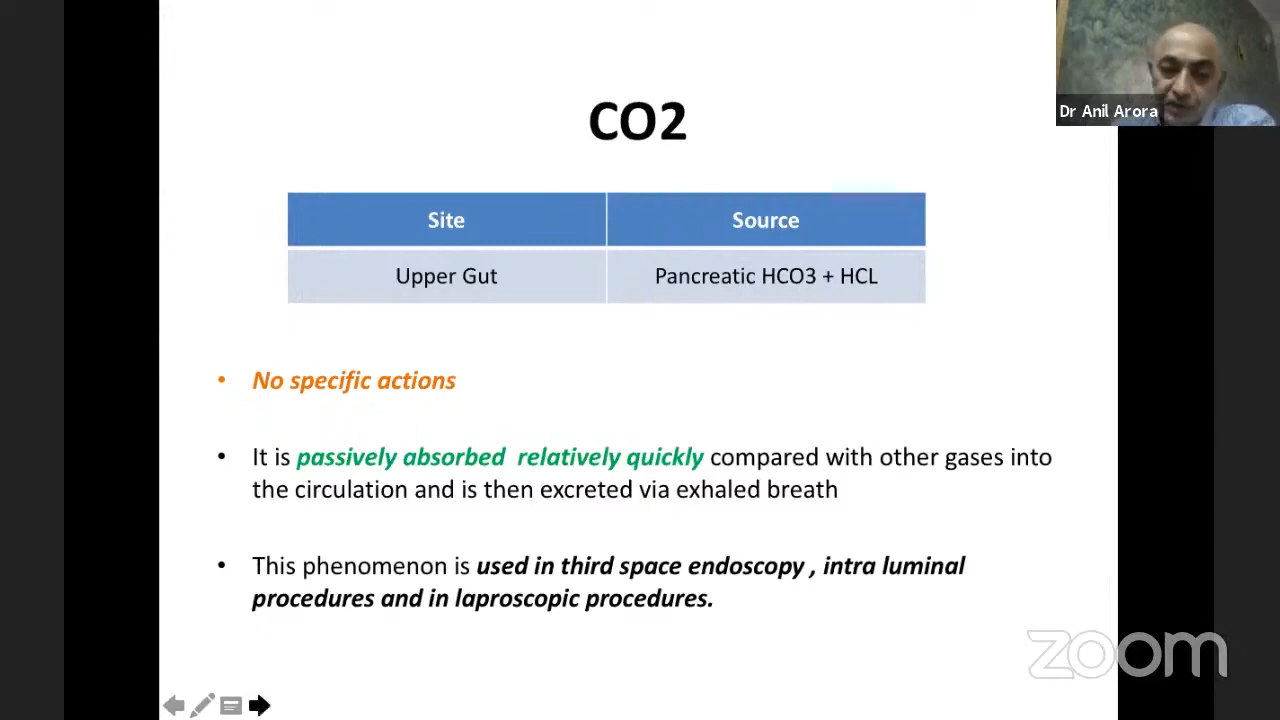 CO2
Dr Anil Arora
Site Source
Upper Gut Pancreatic HCO3 + HCL
• No specific actions
• It is passively absorbed relatively quickly compared with other gases into
the circulation and is then excreted via exhaled breath
• This phenomenon is used in third space endoscopy , intra luminal
procedures and in laproscopic procedures.
zoom